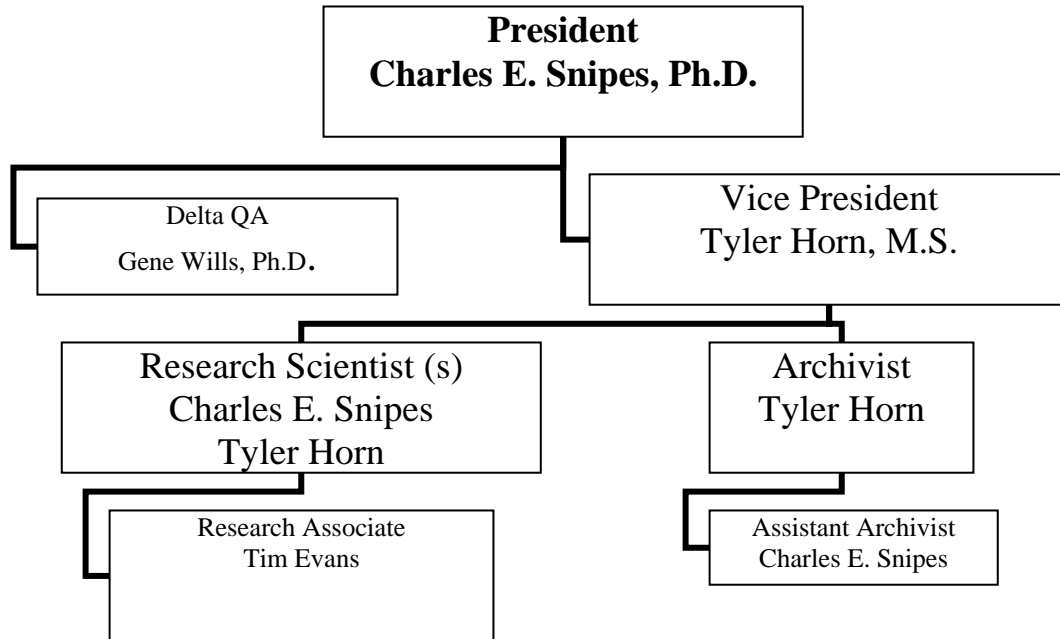 President
Charles E. Snipes, Ph.D.
Delta QA
Gene Wills, Ph.D.
Vice President
Tyler Horn, M.S.
Research Scientist (s)
Charles E. Snipes
Tyler Horn
Archivist
Tyler Horn
Research Associate
Tim Evans
Assistant Archivist
Charles E. Snipes